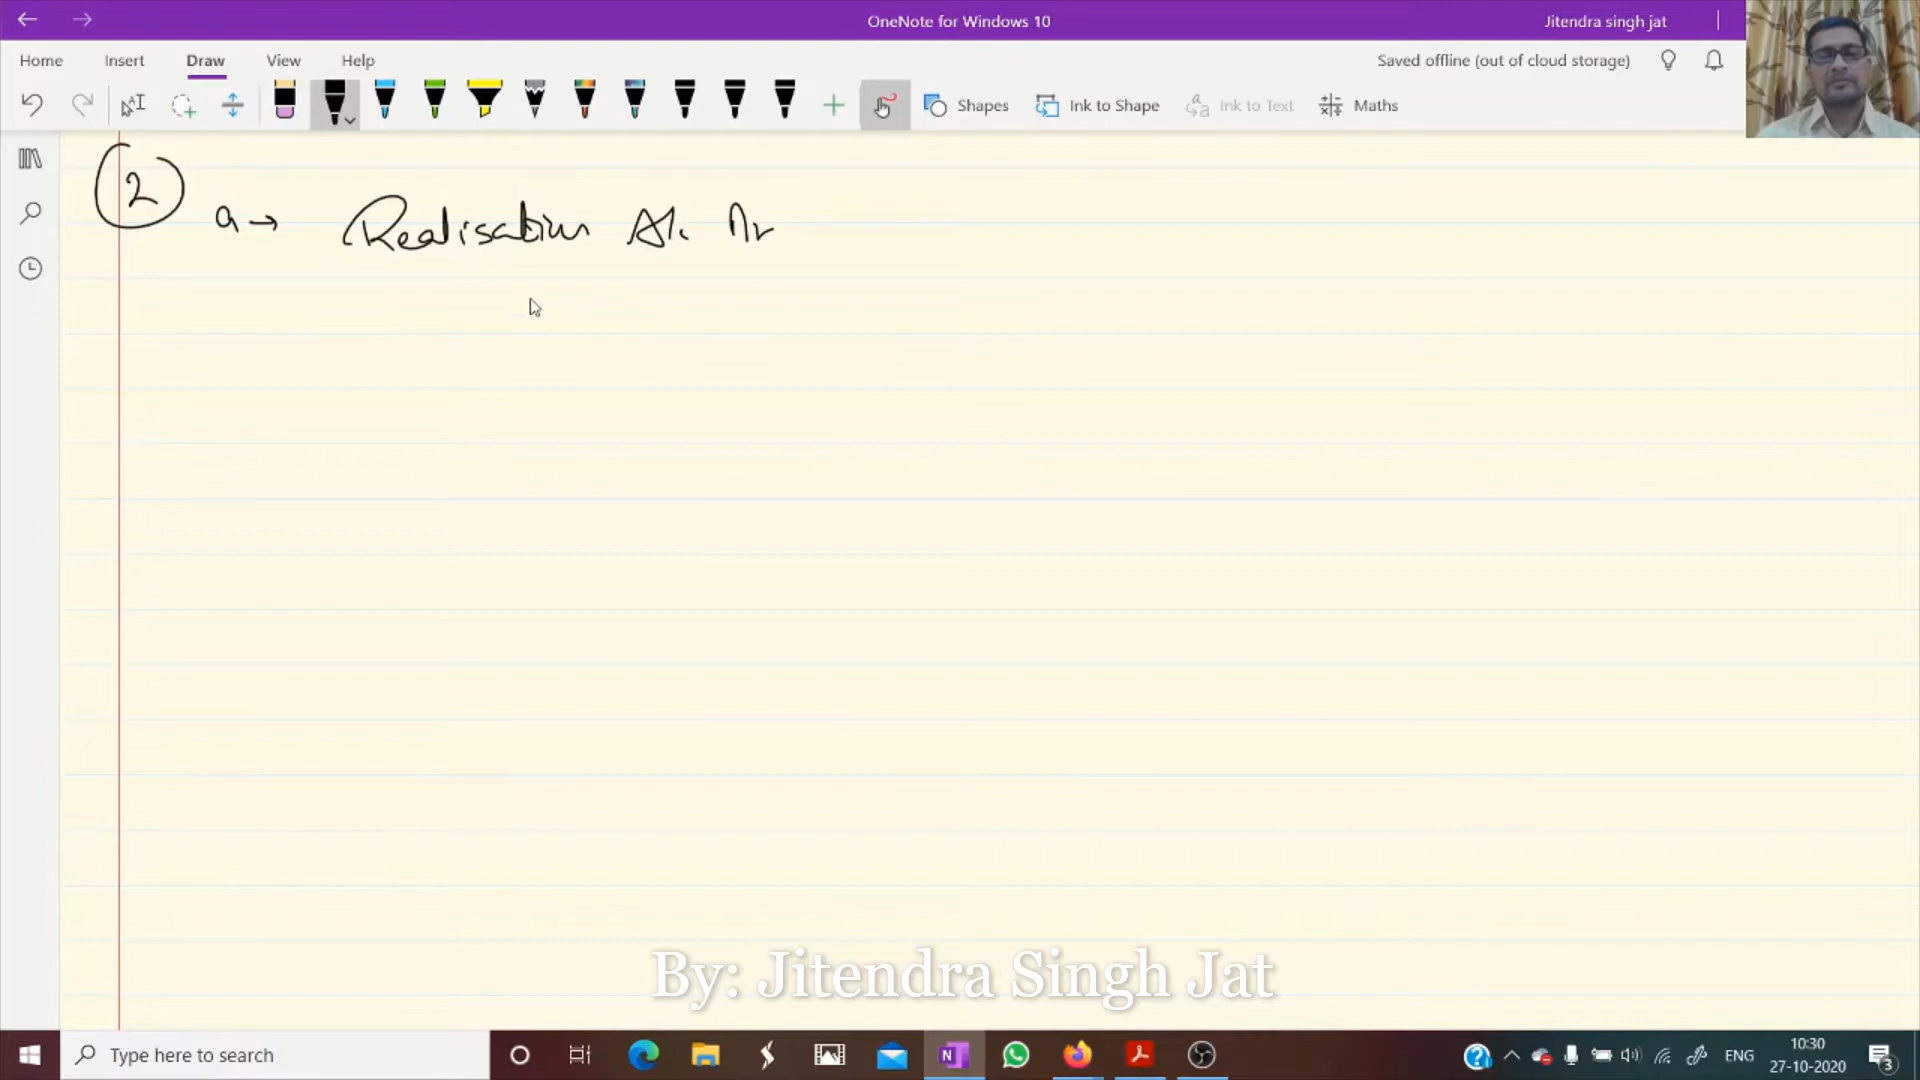 OneNote for Windows 10
Jitendra singh jat
Home Insert Draw View Help
Saved offline (out of cloud storage)
Shapes Ink to Shape Ink to Text Maths
2
a → Realisation A/c Dr
By: Jitendra Singh Jat
Type here to search
ENG
10:30
27-10-2020
3